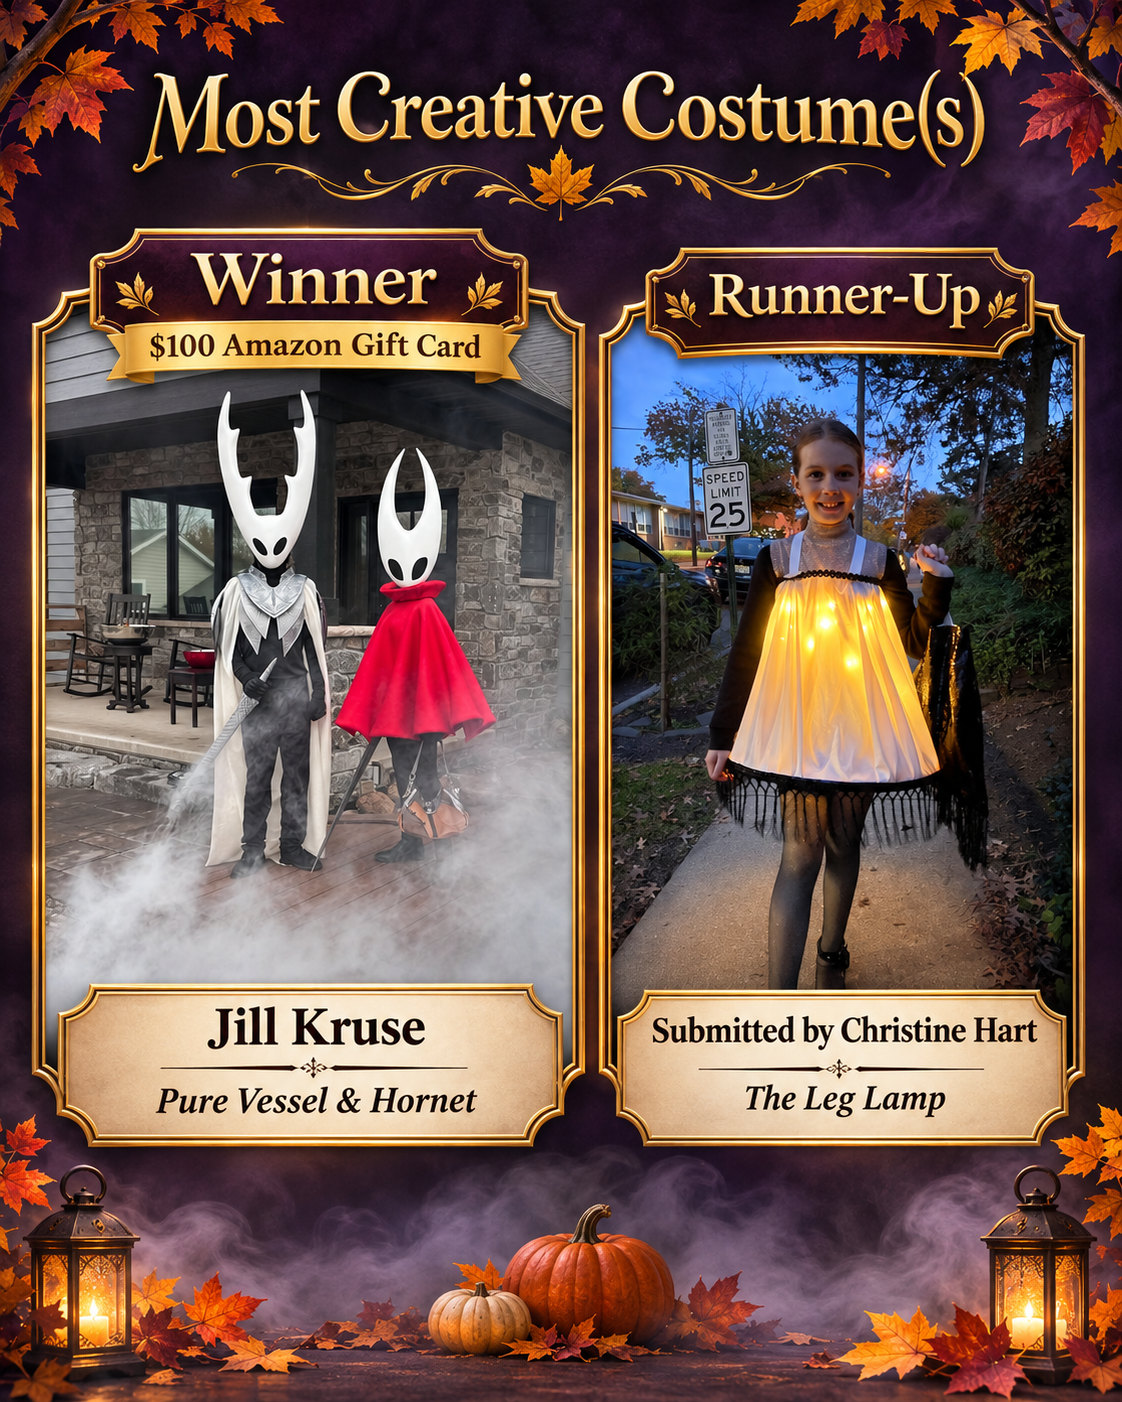 Most Creative Costume(s)
Winner
$100 Amazon Gift Card
Runner-Up
SPEED
LIMIT
25
Jill Kruse
Pure Vessel & Hornet
Submitted by Christine Hart
The Leg Lamp